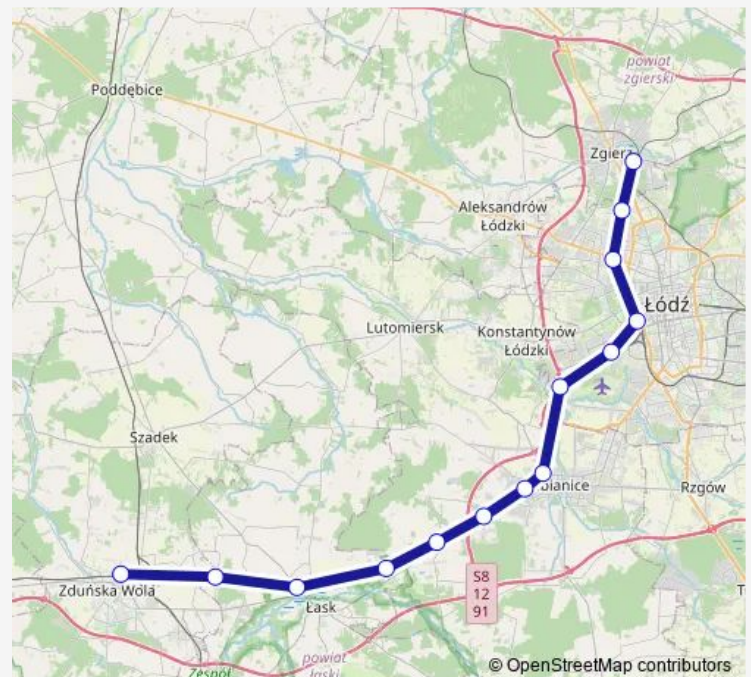 powiat
zgierski
Poddębice
Zgierz
Aleksandrów
Łódzki
Łódź
Lutomiersk
Konstantynów
Łódzki
Szadek
Rzgów
Zduńska Wola
S8
12
91
Łask
powiat
łaski
Zespół
© OpenStreetMap contributors